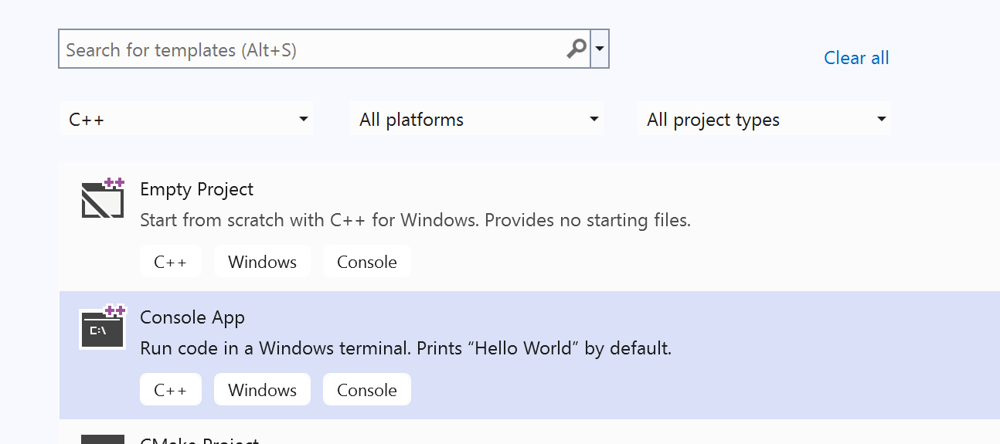 Search for templates (Alt+S)
Clear all
C++
All platforms
All project types
Empty Project
Start from scratch with C++ for Windows. Provides no starting files.
C++ Windows Console
C:\
Console App
Run code in a Windows terminal. Prints “Hello World” by default.
C++ Windows Console
CMake Project